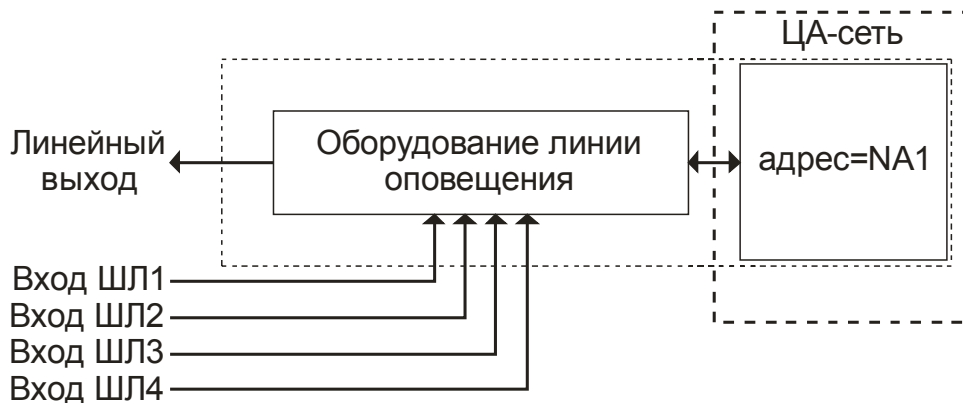 ЦА-сеть
Линейный
выход
Оборудование линии
оповещения
адрес=NA1
Вход ШЛ1
Вход ШЛ2
Вход ШЛ3
Вход ШЛ4